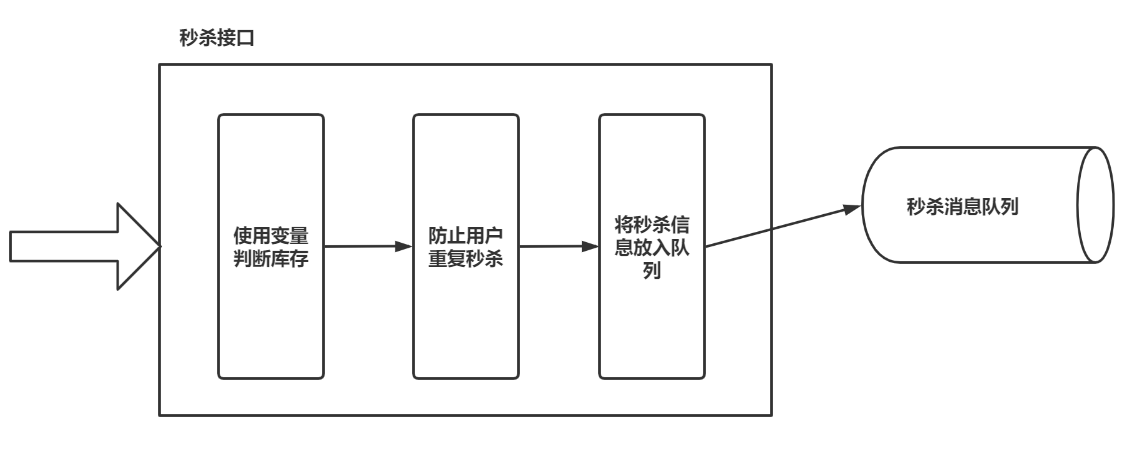 秒杀接口
使用变量
判断库存
防止用户
重复秒杀
将秒杀信
息放入队
列
秒杀消息队列